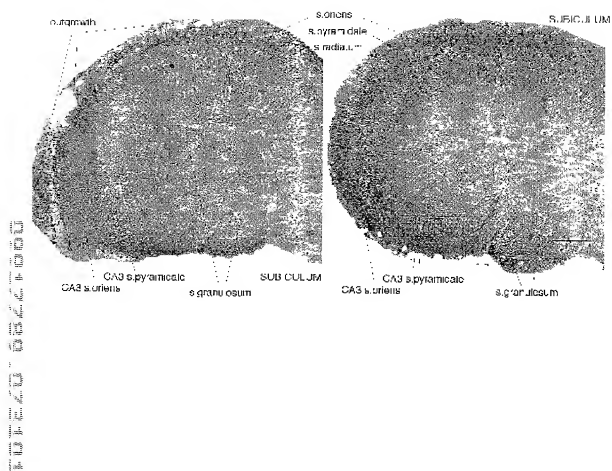 outgrowth
s.oriens
s.pyramidale
s.radiatum
SUBICULUM
CA3 s.pyramidale
CA3 s.oriens
s.granulosum
SUBICULUM
CA3 s.pyramidale
CA3 s.oriens
s.granulosum